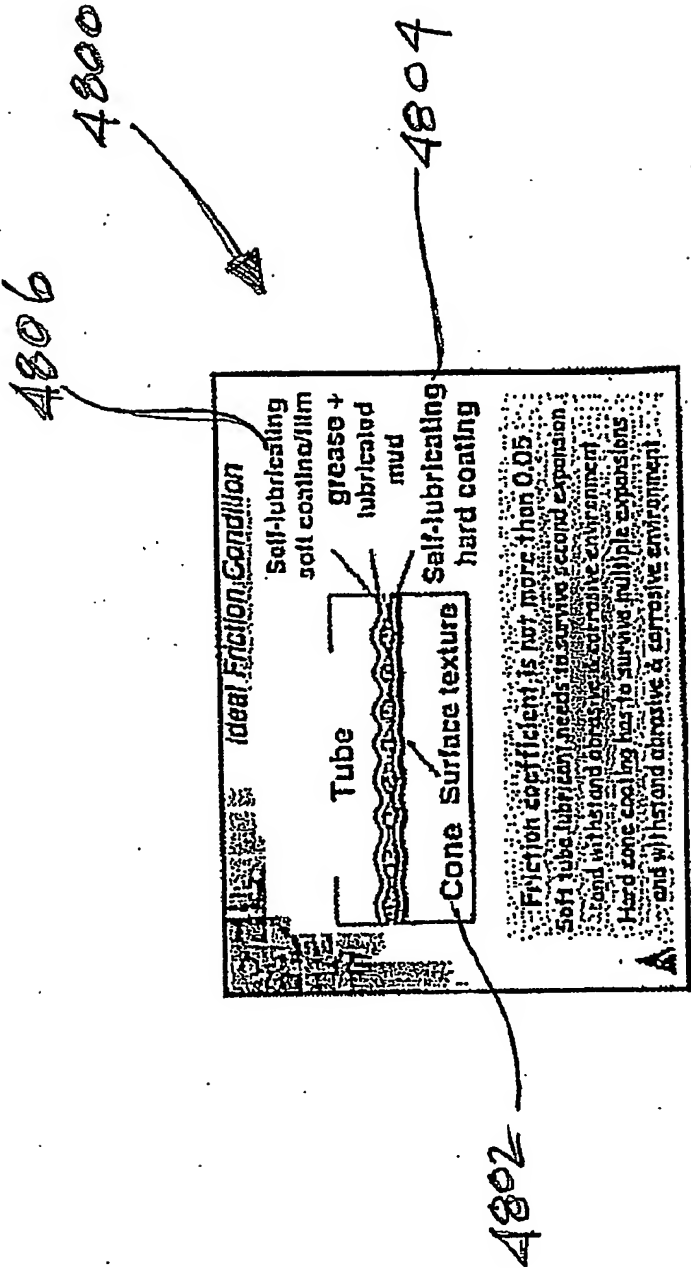 4800
4806
4804
4802
Ideal Friction Condition
Tube
Self-lubricating
soft coating/film
grease +
lubricated
mud
Self-lubricating
hard coating
Cone Surface texture
Friction coefficient is not more than 0.05
Soft tube lubricant needs to survive second expansion
and withstand abrasive & corrosive environment
Hard cone coating has to survive multiple expansions
and withstand abrasive & corrosive environment